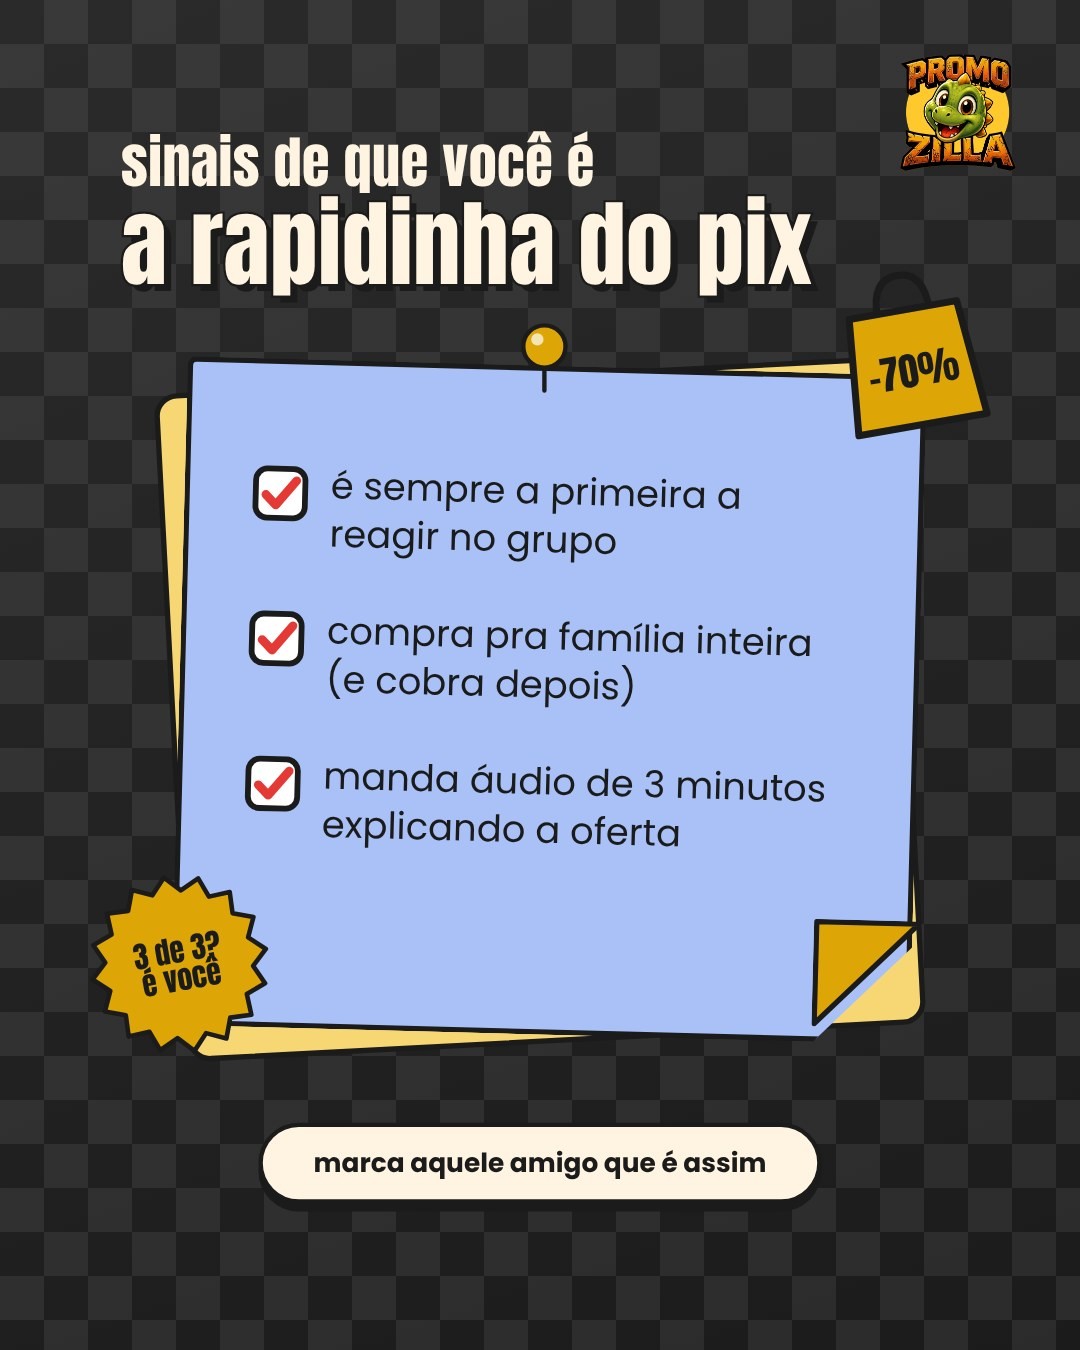 PROMO
ZILLA
sinais de que você é
a rapidinha do pix
-70%
é sempre a primeira a
reagir no grupo
compra pra família inteira
(e cobra depois)
manda áudio de 3 minutos
explicando a oferta
3 de 3?
é você
marca aquele amigo que é assim